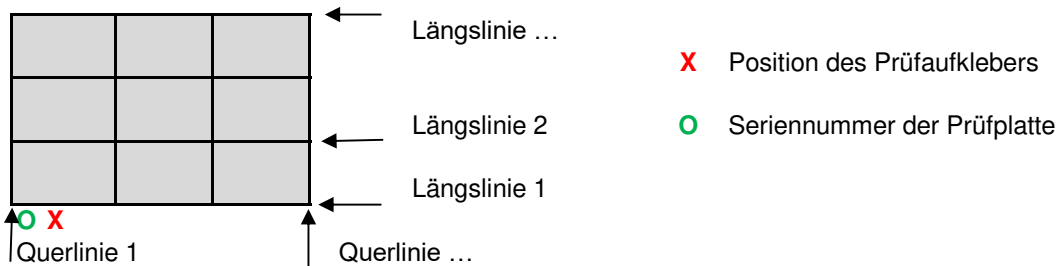 Längslinie …
X Position des Prüfaufklebers
Längslinie 2
O Seriennummer der Prüfplatte
Längslinie 1
O X
Querlinie 1 Querlinie …